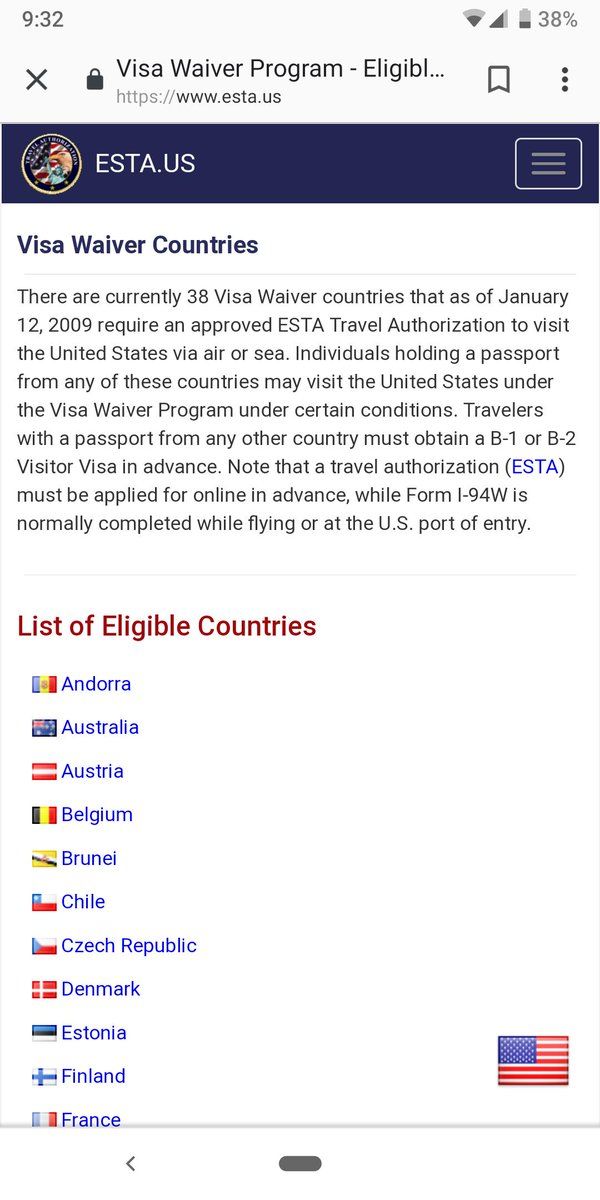 9:32
38%
Visa Waiver Program - Eligibl...
https://www.esta.us
ESTA.US
Visa Waiver Countries
There are currently 38 Visa Waiver countries that as of January
12, 2009 require an approved ESTA Travel Authorization to visit
the United States via air or sea. Individuals holding a passport
from any of these countries may visit the United States under
the Visa Waiver Program under certain conditions. Travelers
with a passport from any other country must obtain a B-1 or B-2
Visitor Visa in advance. Note that a travel authorization (ESTA)
must be applied for online in advance, while Form I-94W is
normally completed while flying or at the U.S. port of entry.
List of Eligible Countries
Andorra
Australia
Austria
Belgium
Brunei
Chile
Czech Republic
Denmark
Estonia
Finland
France